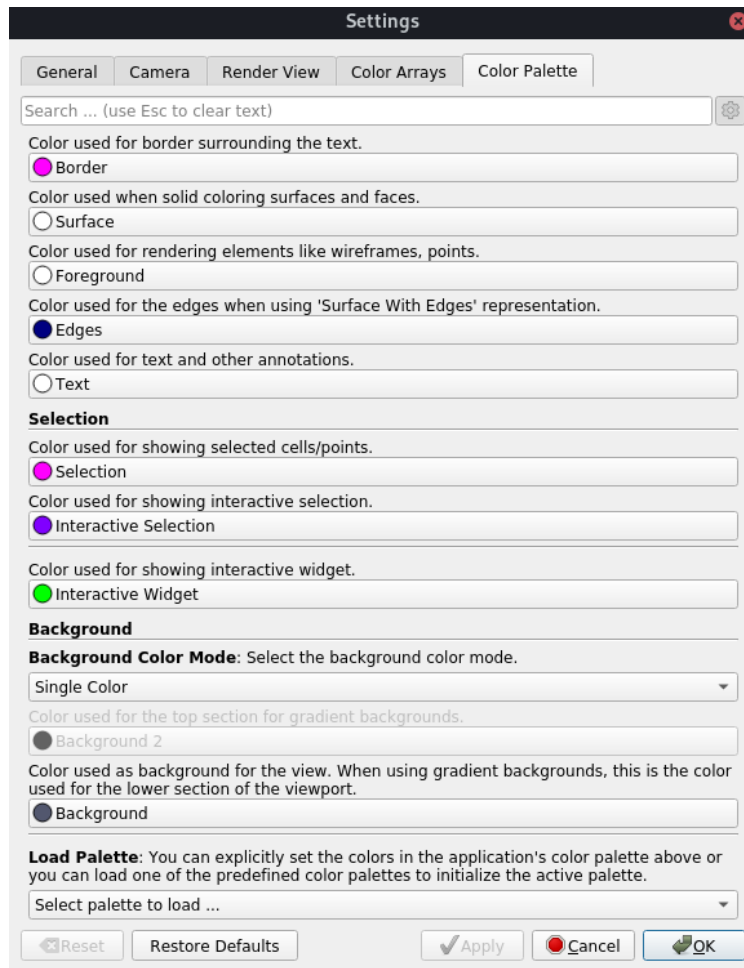 Settings
General Camera Render View Color Arrays Color Palette
Search ... (use Esc to clear text)
Color used for border surrounding the text.
Border
Color used when solid coloring surfaces and faces.
Surface
Color used for rendering elements like wireframes, points.
Foreground
Color used for the edges when using 'Surface With Edges' representation.
Edges
Color used for text and other annotations.
Text
Selection
Color used for showing selected cells/points.
Selection
Color used for showing interactive selection.
Interactive Selection
Color used for showing interactive widget.
Interactive Widget
Background
Background Color Mode: Select the background color mode.
Single Color
Color used for the top section for gradient backgrounds.
Background 2
Color used as background for the view. When using gradient backgrounds, this is the color
used for the lower section of the viewport.
Background
Load Palette: You can explicitly set the colors in the application's color palette above or
you can load one of the predefined color palettes to initialize the active palette.
Select palette to load ...
Reset Restore Defaults Apply Cancel OK